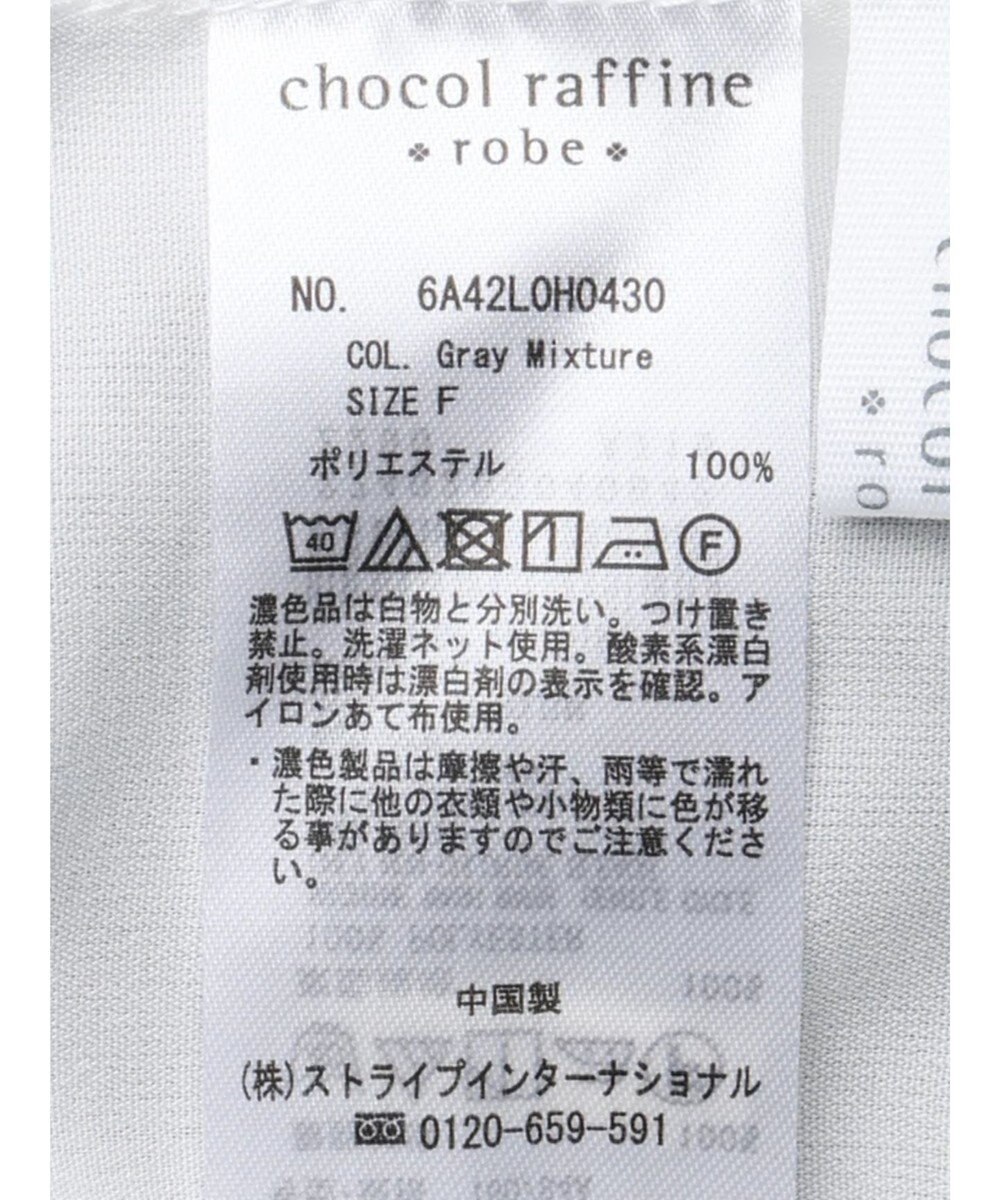 chocol raffine
robe
NO. 6A42L0H0430
COL. Gray Mixture
SIZE F
ポリエステル 100%
40 F
濃色品は白物と分別洗い。つけ置き
禁止。洗濯ネット使用。酸素系漂白
剤使用時は漂白剤の表示を確認。ア
イロンあて布使用。
・濃色製品は摩擦や汗、雨等で濡れ
た際に他の衣類や小物類に色が移
る事がありますのでご注意くださ
い。
中国製
(株)ストライプインターナショナル
0120-659-591
chocol
ro